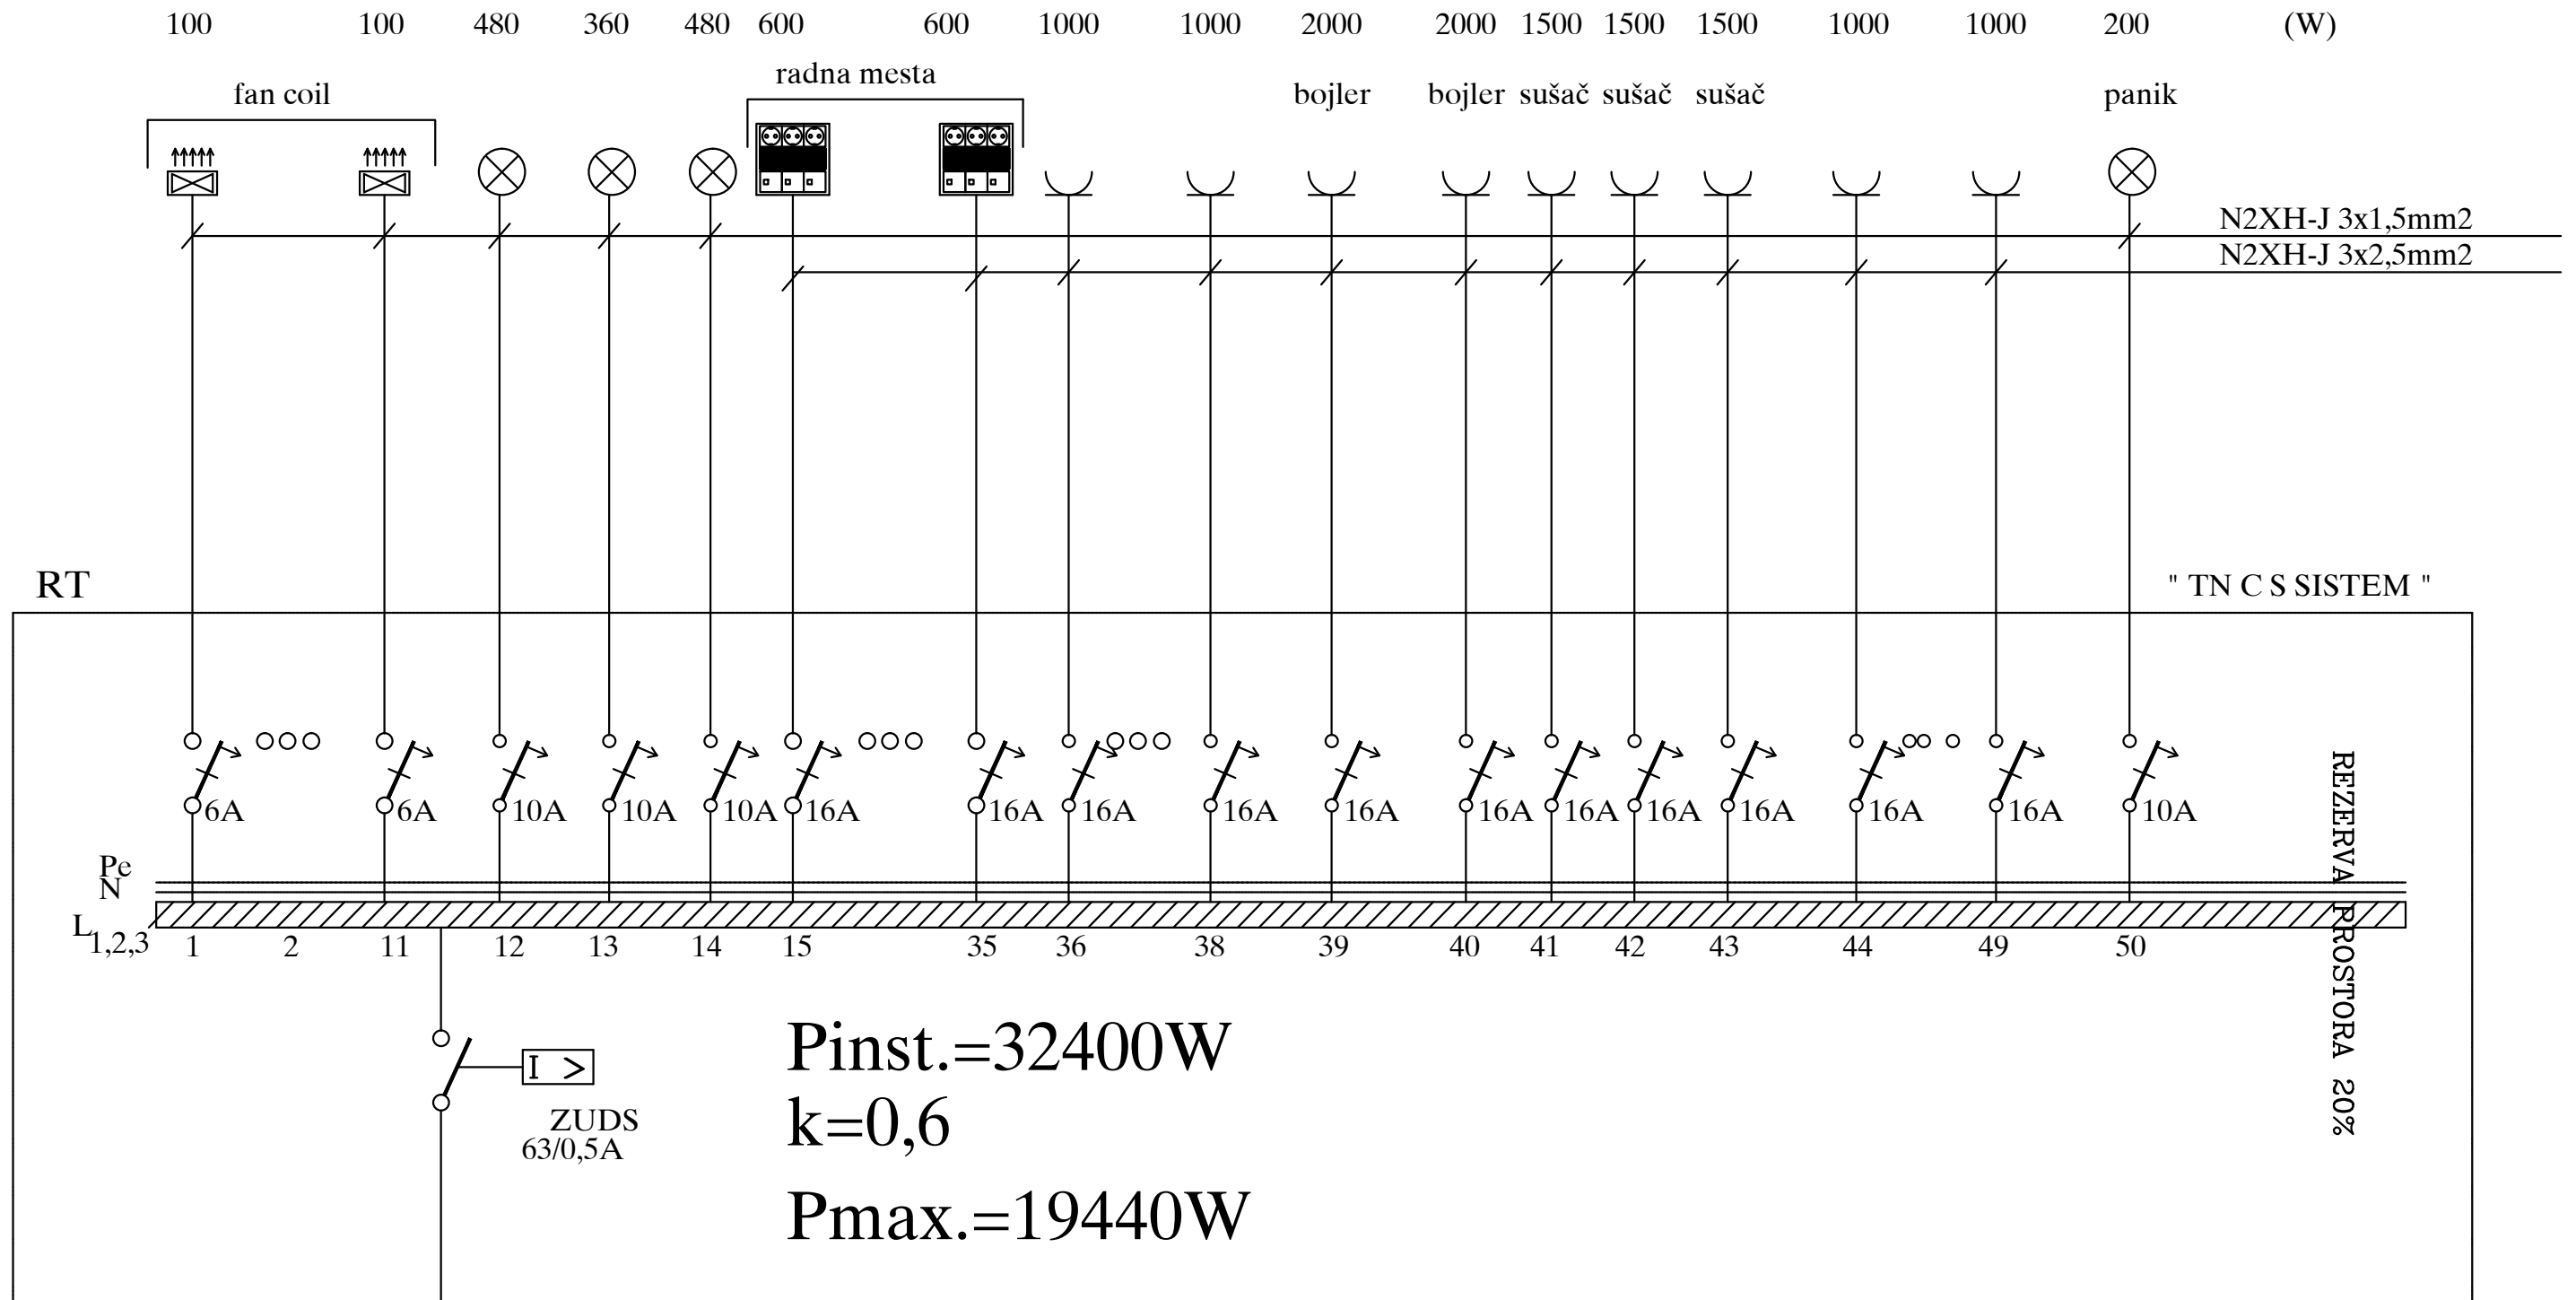 100 100 480 360 480 600 600 1000 1000 2000 2000 1500 1500 1500 1000 1000 200 (W)
radna mesta
fan coil bojler bojler sušač sušač sušač panik
N2XH-J 3x1,5mm2
N2XH-J 3x2,5mm2
RT " TN C S SISTEM "
6A 6A 10A 10A 10A 16A 16A 16A 16A 16A 16A 16A 16A 16A 16A 16A 10A
REZERVA PROSTORA 20%
Pe
N
L1,2,3
1 2 11 12 13 14 15 35 36 38 39 40 41 42 43 44 49 50
I >
ZUDS
63/0,5A
Pinst.=32400W
k=0,6
Pmax.=19440W